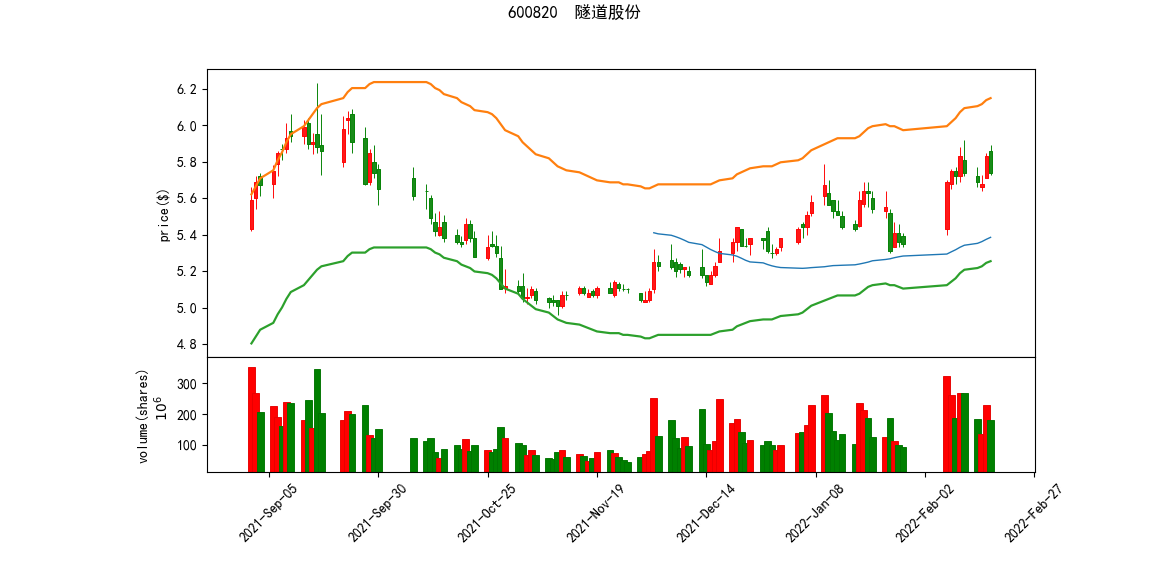 600820 隧道股份
price($)
6.2
6.0
5.8
5.6
5.4
5.2
5.0
4.8
volume(shares)
10^6
300
200
100
2021-Sep-05
2021-Sep-30
2021-Oct-25
2021-Nov-19
2021-Dec-14
2022-Jan-08
2022-Feb-02
2022-Feb-27